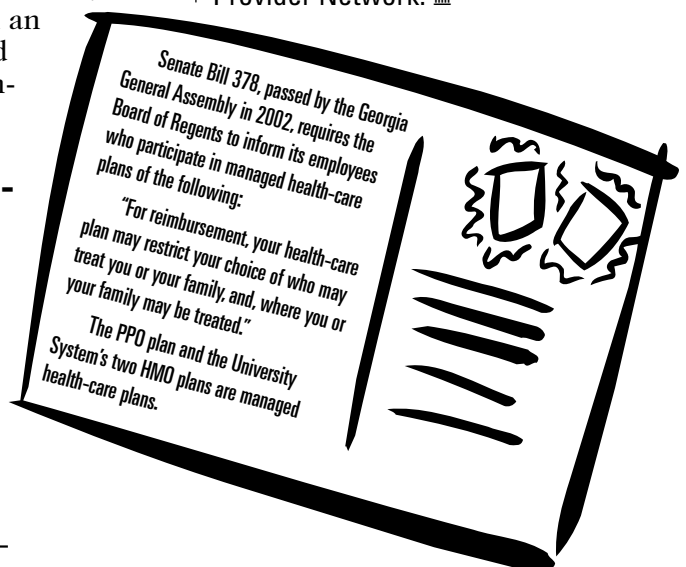 an
Provider Network.
d
n-
-
Senate Bill 378, passed by the Georgia
General Assembly in 2002, requires the
Board of Regents to inform its employees
who participate in managed health-care
plans of the following:
"For reimbursement, your health-care
plan may restrict your choice of who may
treat you or your family, and, where you or
your family may be treated."
The PPO plan and the University
System's two HMO plans are managed
health-care plans.